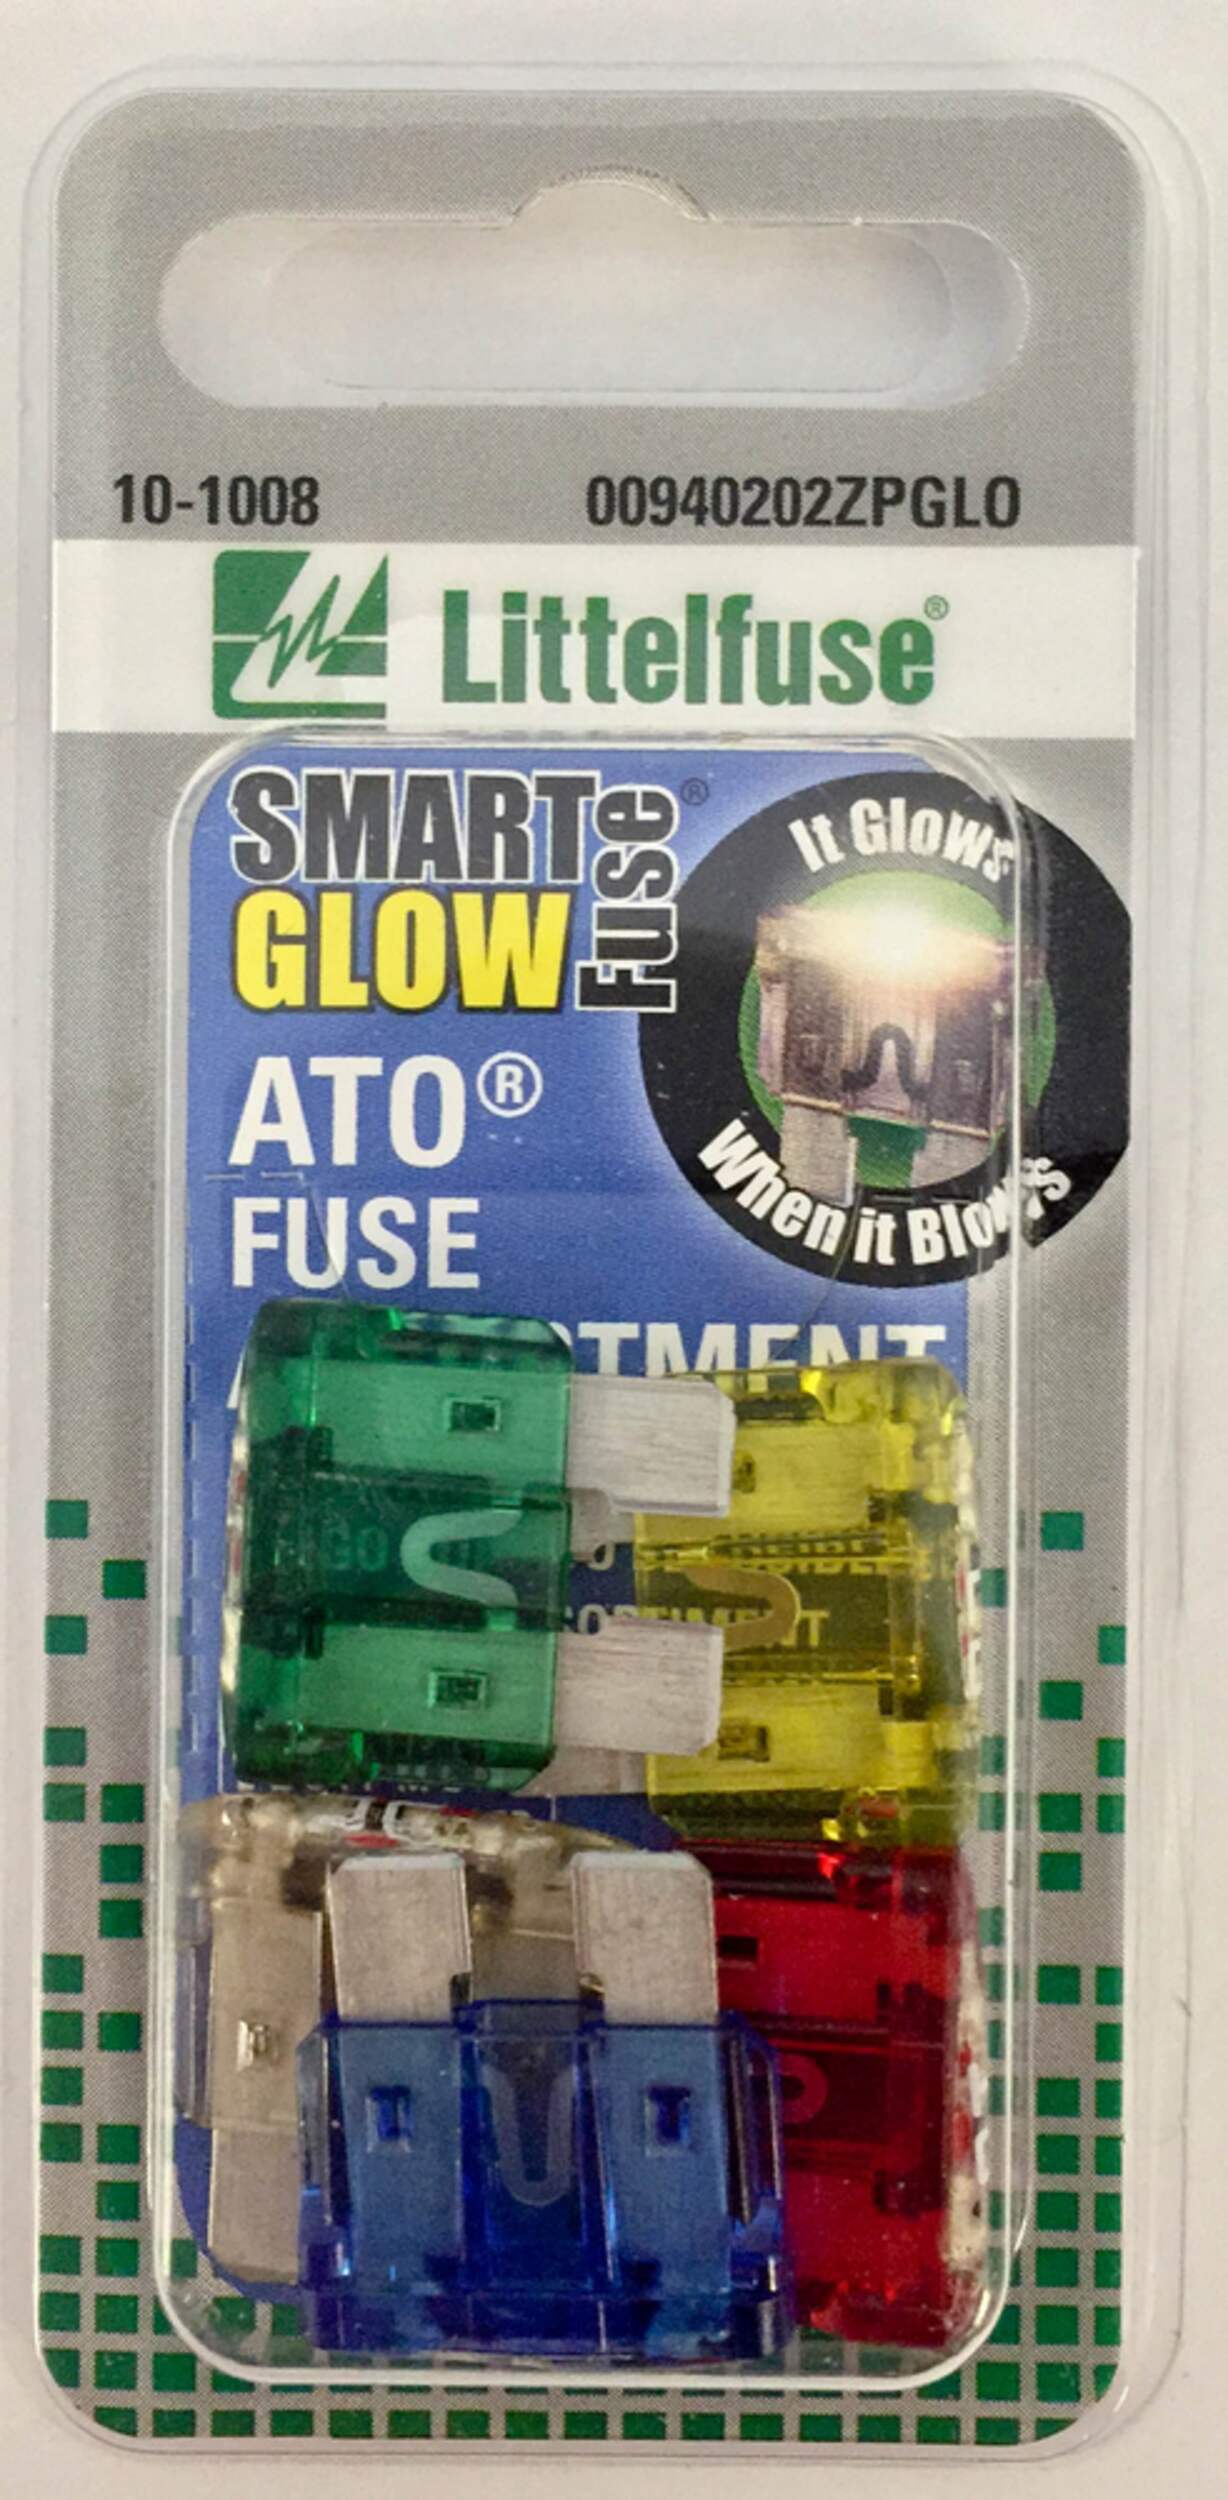 10-1008
00940202ZPGLO
Littelfuse®
SMART
GLOW
Fuse®
It Glows
When it Blows
ATO®
FUSE